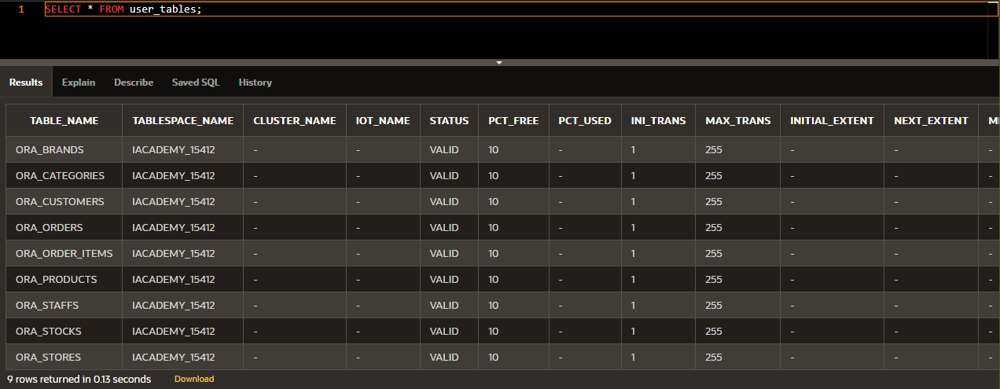 1 SELECT * FROM user_tables;
Results Explain Describe Saved SQL History
TABLE_NAME TABLESPACE_NAME CLUSTER_NAME IOT_NAME STATUS PCT_FREE PCT_USED INI_TRANS MAX_TRANS INITIAL_EXTENT NEXT_EXTENT
ORA_BRANDS IACADEMY_15412 - - VALID 10 - 1 255 - - -
ORA_CATEGORIES IACADEMY_15412 - - VALID 10 - 1 255 - - -
ORA_CUSTOMERS IACADEMY_15412 - - VALID 10 - 1 255 - - -
ORA_ORDERS IACADEMY_15412 - - VALID 10 - 1 255 - - -
ORA_ORDER_ITEMS IACADEMY_15412 - - VALID 10 - 1 255 - - -
ORA_PRODUCTS IACADEMY_15412 - - VALID 10 - 1 255 - - -
ORA_STAFFS IACADEMY_15412 - - VALID 10 - 1 255 - - -
ORA_STOCKS IACADEMY_15412 - - VALID 10 - 1 255 - - -
ORA_STORES IACADEMY_15412 - - VALID 10 - 1 255 - - -
9 rows returned in 0.13 seconds Download